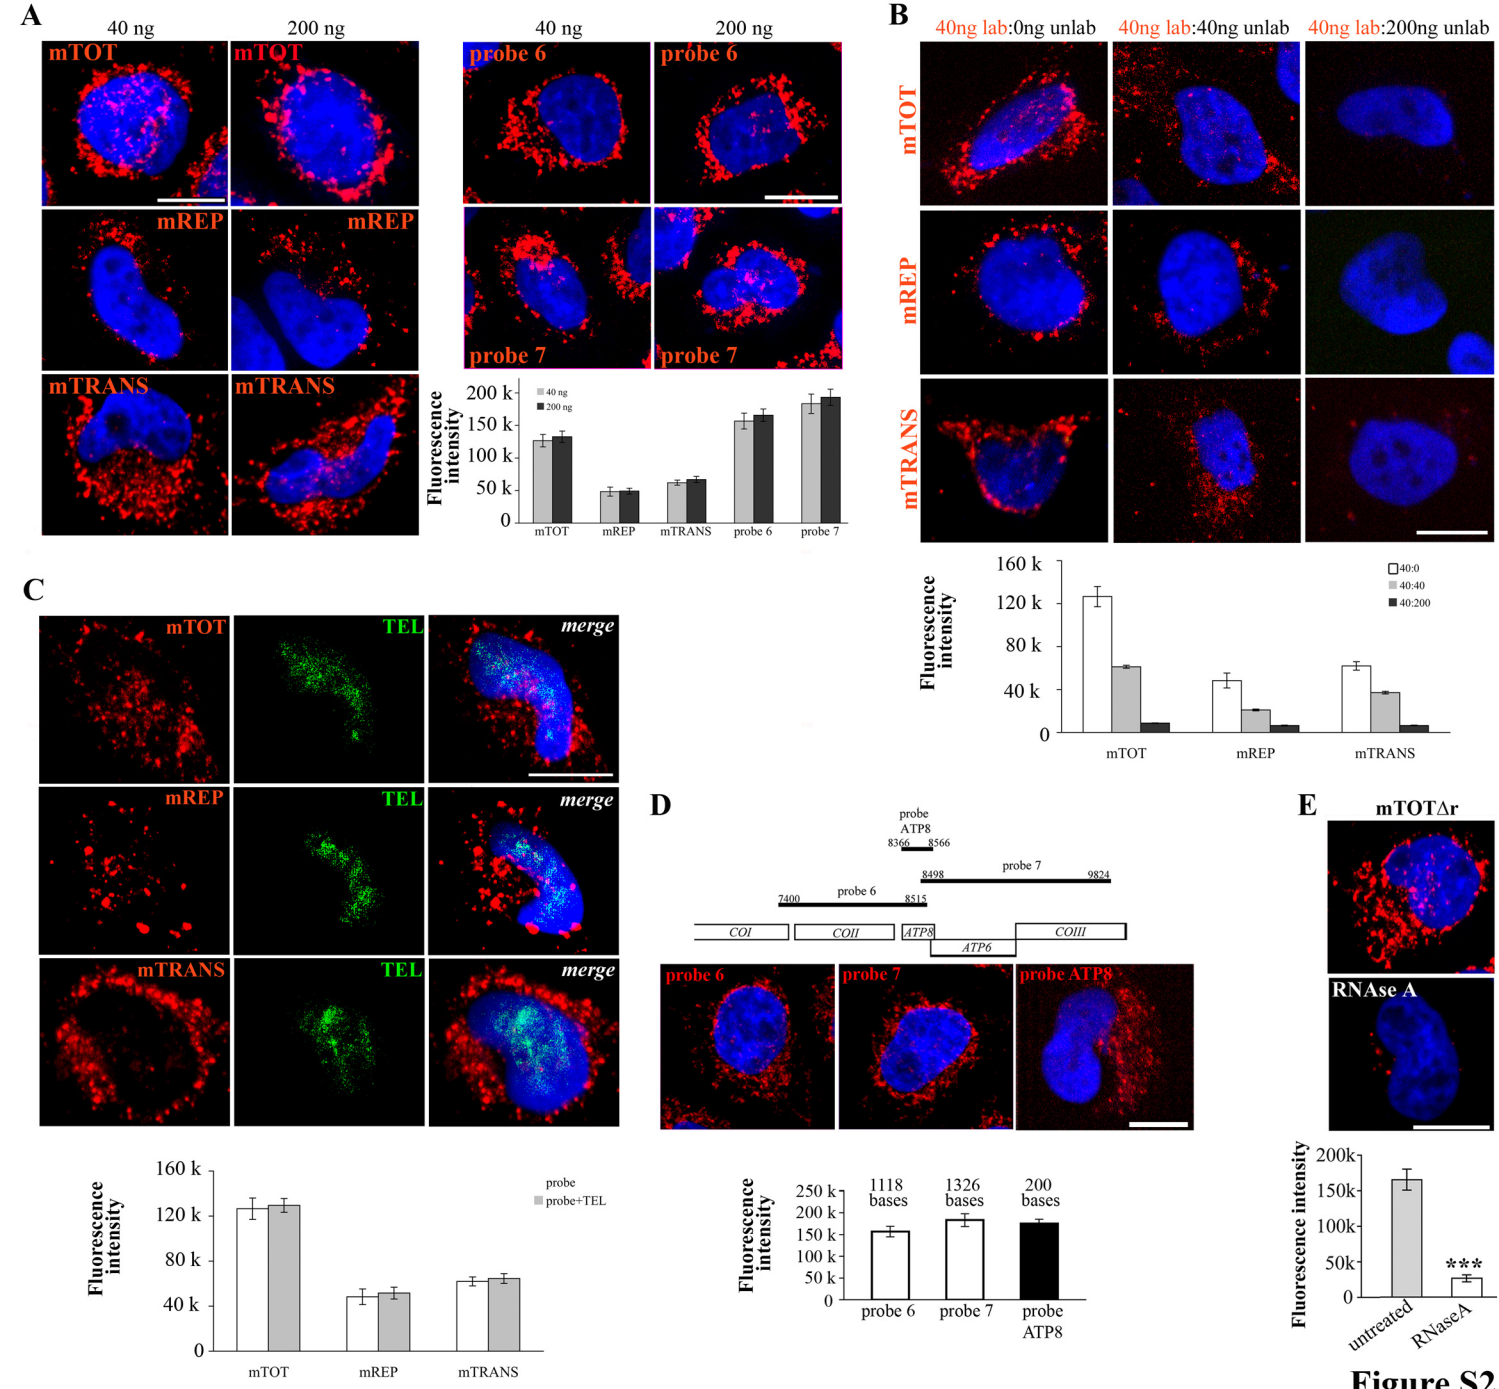 A
40 ng
200 ng
mTOT
mTOT
mREP
mREP
mTRANS
mTRANS
40 ng
200 ng
probe 6
probe 6
probe 7
probe 7
Fluorescence
intensity
200 k
150 k
100 k
50 k
0
40 ng
200 ng
mTOT
mREP
mTRANS
probe 6
probe 7
B
40ng lab:0ng unlab
40ng lab:40ng unlab
40ng lab:200ng unlab
mTOT
mREP
mTRANS
Fluorescence
intensity
160 k
120 k
80 k
40 k
0
40:0
40:40
40:200
mTOT
mREP
mTRANS
C
mTOT
TEL
merge
mREP
TEL
merge
mTRANS
TEL
merge
Fluorescence
intensity
160 k
120 k
80 k
40 k
0
probe
probe+TEL
mTOT
mREP
mTRANS
D
probe
ATP8
8366 8566
probe 7
8498 9824
probe 6
7400 8515
COI
COII
ATP8
ATP6
COIII
probe 6
probe 7
probe ATP8
Fluorescence
intensity
250 k
200 k
150 k
100 k
50 k
0
1118
bases
1326
bases
200
bases
probe 6
probe 7
probe
ATP8
E
mTOTΔr
RNAse A
Fluorescence intensity
200k
150k
100k
50k
0
***
untreated
RNaseA
Figure S2